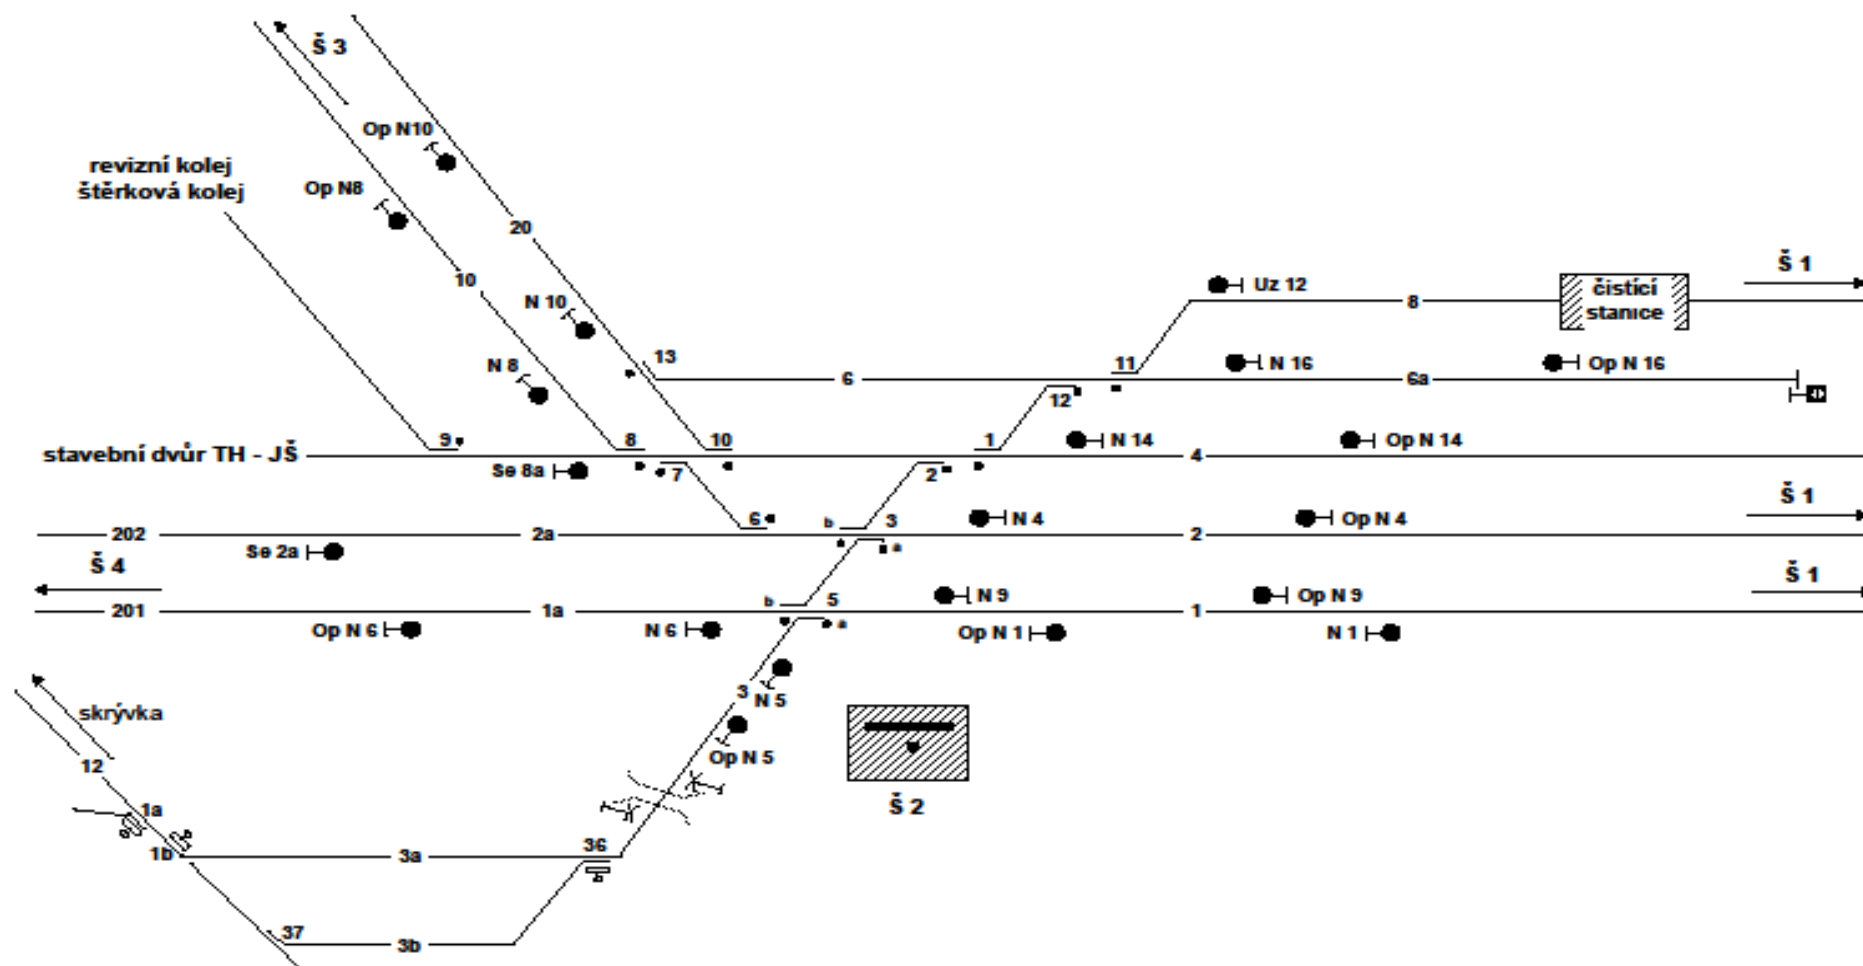 Š 3
Op N10
revizní kolej
štěrková kolej
Op N8
20
10
N 10
Š 1
Uz 12
8
čistící
stanice
N 8
13
6
11
N 16
6a
Op N 16
12
stavební dvůr TH - JŠ
9
8
10
1
N 14
4
Op N 14
Se 8a
7
2
6
b
3
N 4
Op N 4
Š 1
202
2a
2
a
Se 2a
Š 4
Š 1
201
1a
b
5
N 9
Op N 9
1
Op N 6
N 6
a
Op N 1
N 1
3
N 5
skrývka
Op N 5
12
Š 2
1a
1b
3a
36
37
3b